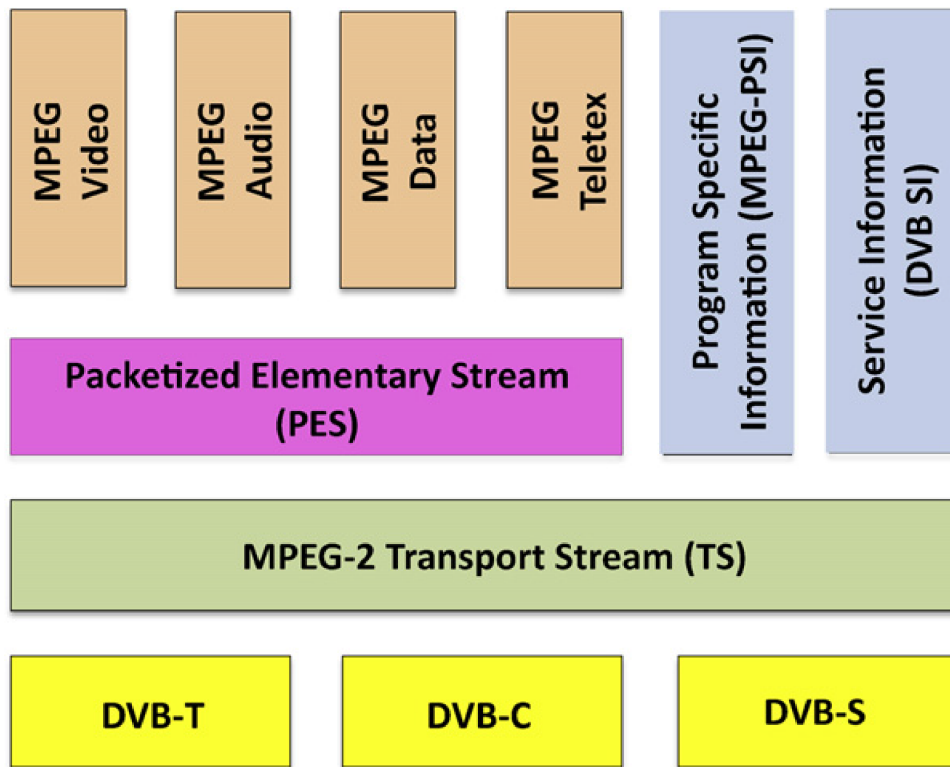 MPEG
Video
MPEG
Audio
MPEG
Data
MPEG
Teletex
Program Specific
Information (MPEG-PSI)
Service Information
(DVB SI)
Packetized Elementary Stream
(PES)
MPEG-2 Transport Stream (TS)
DVB-T
DVB-C
DVB-S